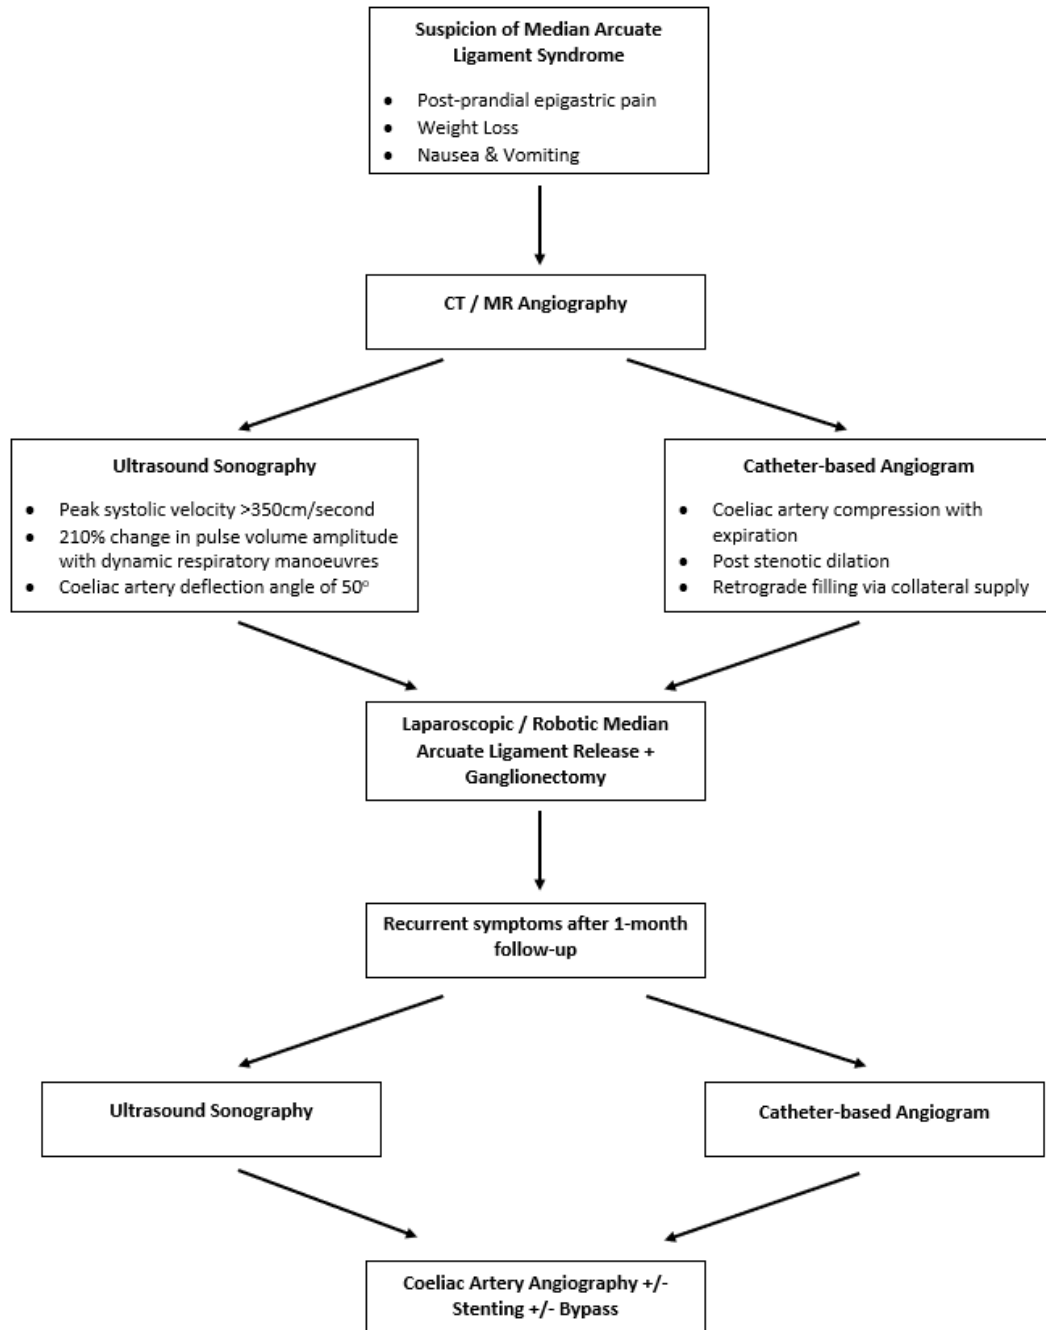 Suspicion of Median Arcuate
Ligament Syndrome
• Post-prandial epigastric pain
• Weight Loss
• Nausea & Vomiting
CT / MR Angiography
Ultrasound Sonography
• Peak systolic velocity >350cm/second
• 210% change in pulse volume amplitude
with dynamic respiratory manoeuvres
• Coeliac artery deflection angle of 50°
Catheter-based Angiogram
• Coeliac artery compression with
expiration
• Post stenotic dilation
• Retrograde filling via collateral supply
Laparoscopic / Robotic Median
Arcuate Ligament Release +
Ganglionectomy
Recurrent symptoms after 1-month
follow-up
Ultrasound Sonography
Catheter-based Angiogram
Coeliac Artery Angiography +/-
Stenting +/- Bypass